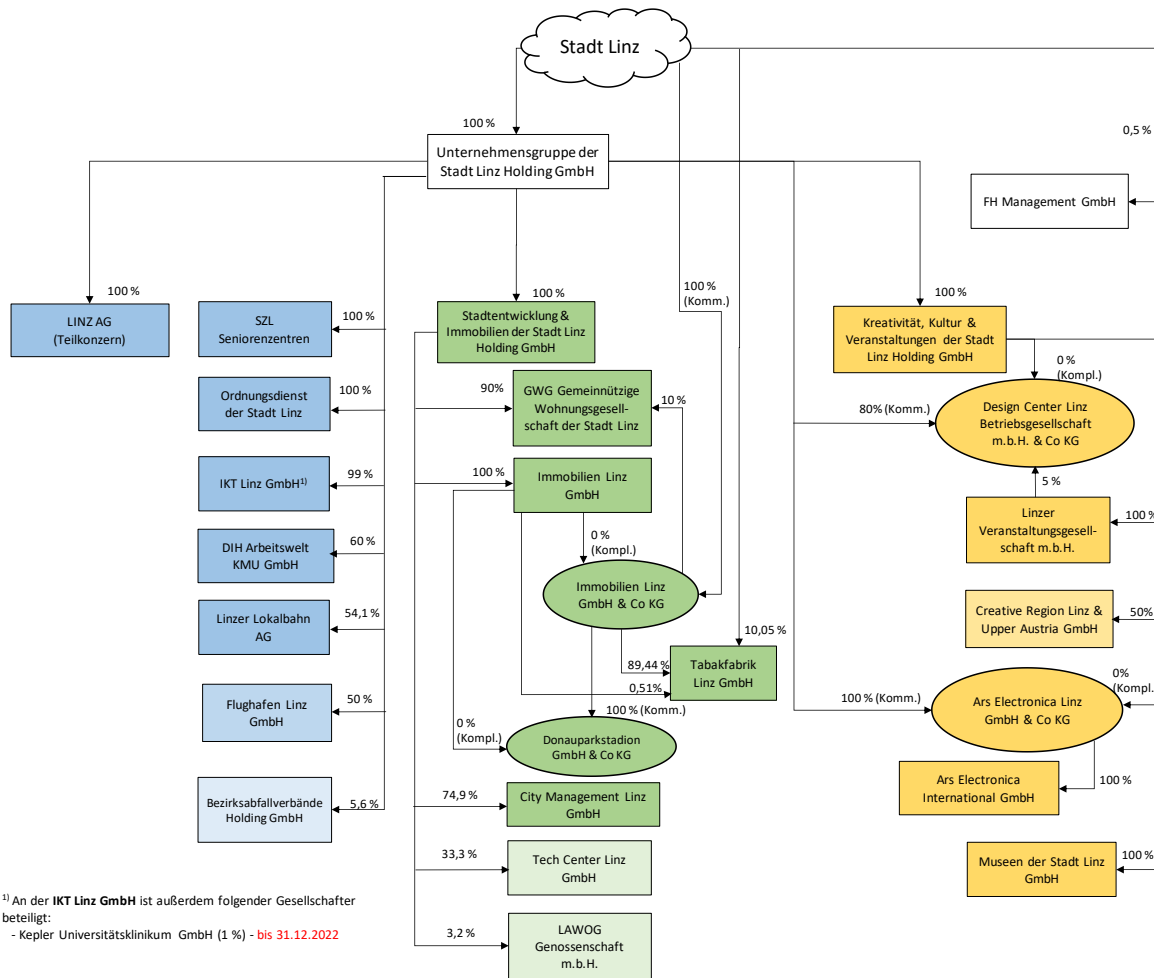 Stadt Linz
100 %
0,5 %
Unternehmensgruppe der
Stadt Linz Holding GmbH
FH Management GmbH
100 %
LINZ AG
(Teilkonzern)
SZL
Seniorenzentren
100 %
100 %
Stadtentwicklung &
Immobilien der Stadt Linz
Holding GmbH
100 %
(Komm.)
100 %
Kreativität, Kultur &
Veranstaltungen der Stadt
Linz Holding GmbH
0 %
(Kompl.)
Ordnungsdienst
der Stadt Linz
100 %
90%
GWG Gemeinnützige
Wohnungsgesell-
schaft der Stadt Linz
10 %
80% (Komm.)
Design Center Linz
Betriebsgesellschaft
m.b.H. & Co KG
IKT Linz GmbH1)
99 %
100 %
Immobilien Linz
GmbH
5 %
Linzer
Veranstaltungsgesell-
schaft m.b.H.
100 %
DIH Arbeitswelt
KMU GmbH
60 %
0 %
(Kompl.)
Immobilien Linz
GmbH & Co KG
Linzer Lokalbahn
AG
54,1 %
Creative Region Linz &
Upper Austria GmbH
50%
10,05 %
89,44 %
0,51%
Tabakfabrik
Linz GmbH
Flughafen Linz
GmbH
50 %
100 % (Komm.)
0 %
(Kompl.)
Donauparkstadion
GmbH & Co KG
100 % (Komm.)
Ars Electronica Linz
GmbH & Co KG
0%
(Kompl.)
Ars Electronica
International GmbH
100 %
Bezirksabfallverbände
Holding GmbH
5,6 %
74,9 %
City Management Linz
GmbH
33,3 %
Tech Center Linz
GmbH
Museen der Stadt Linz
GmbH
100 %
3,2 %
LAWOG
Genossenschaft
m.b.H.
1) An der IKT Linz GmbH ist außerdem folgender Gesellschafter
beteiligt:
- Kepler Universitätsklinikum GmbH (1 %) - bis 31.12.2022